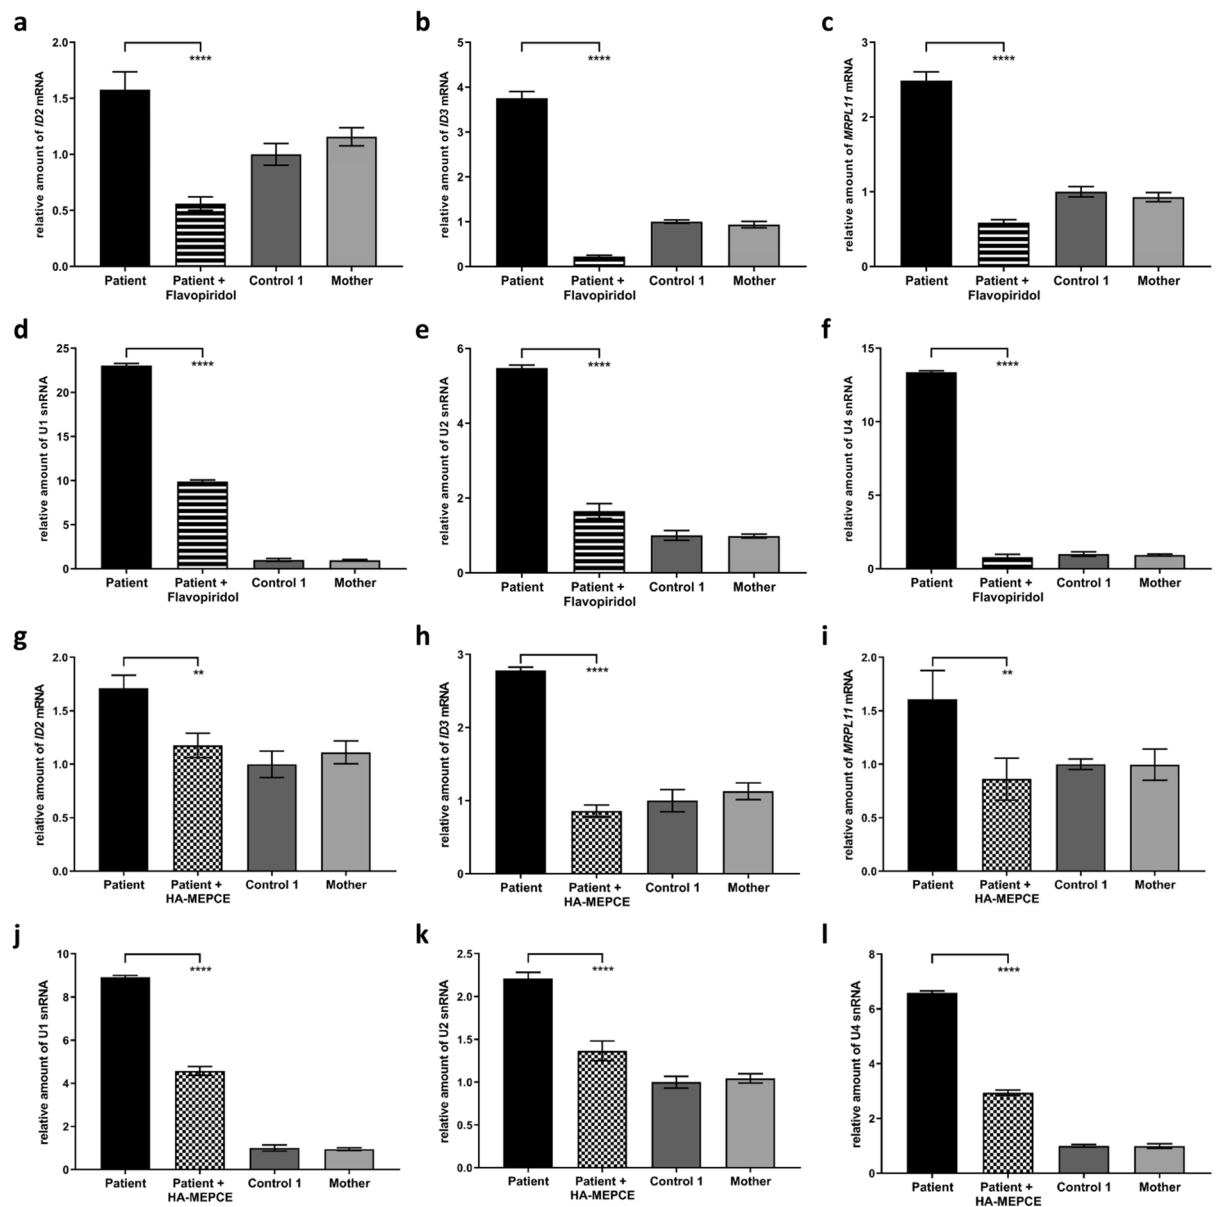 a
relative amount of ID2 mRNA
2.0
1.5
1.0
0.5
0.0
****
Patient
Patient +
Flavopiridol
Control 1
Mother
b
relative amount of ID3 mRNA
5
4
3
2
1
0
****
Patient
Patient +
Flavopiridol
Control 1
Mother
c
relative amount of MRPL11 mRNA
3
2
1
0
****
Patient
Patient +
Flavopiridol
Control 1
Mother
d
relative amount of U1 snRNA
25
20
15
10
5
0
****
Patient
Patient +
Flavopiridol
Control 1
Mother
e
relative amount of U2 snRNA
6
4
2
0
****
Patient
Patient +
Flavopiridol
Control 1
Mother
f
relative amount of U4 snRNA
15
10
5
0
****
Patient
Patient +
Flavopiridol
Control 1
Mother
g
relative amount of ID2 mRNA
2.0
1.5
1.0
0.5
0.0
**
Patient
Patient +
HA-MEPCE
Control 1
Mother
h
relative amount of ID3 mRNA
3
2
1
0
****
Patient
Patient +
HA-MEPCE
Control 1
Mother
i
relative amount of MRPL11 mRNA
2.0
1.5
1.0
0.5
0.0
**
Patient
Patient +
HA-MEPCE
Control 1
Mother
j
relative amount of U1 snRNA
10
8
6
4
2
0
****
Patient
Patient +
HA-MEPCE
Control 1
Mother
k
relative amount of U2 snRNA
2.5
2.0
1.5
1.0
0.5
0.0
****
Patient
Patient +
HA-MEPCE
Control 1
Mother
l
relative amount of U4 snRNA
8
6
4
2
0
****
Patient
Patient +
HA-MEPCE
Control 1
Mother